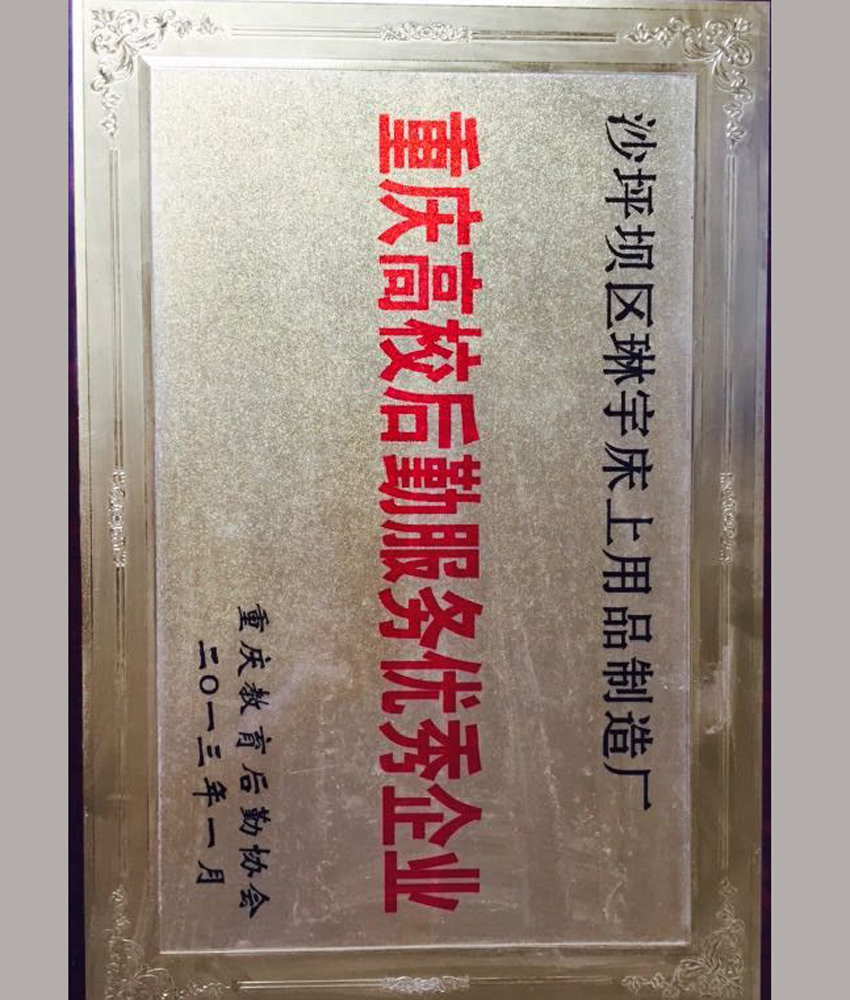 沙坪坝区琳宇床上用品制造厂
重庆高校后勤服务优秀企业
重庆教育后勤协会
二〇一三年一月